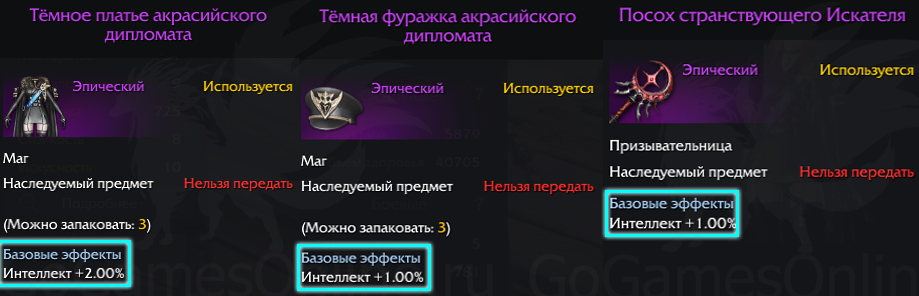 Тёмное платье акрасийского
дипломата
Эпический
Используется
Маг
Наследуемый предмет
Нельзя передать
(Можно запаковать: 3)
Базовые эффекты
Интеллект +2.00%
Тёмная фуражка акрасийского
дипломата
Эпический
Используется
Маг
Наследуемый предмет
Нельзя передать
(Можно запаковать: 3)
Базовые эффекты
Интеллект +1.00%
Посох странствующего Искателя
Эпический
Используется
Призывательница
Наследуемый предмет
Нельзя передать
Базовые эффекты
Интеллект +1.00%
GoGamesOnlin